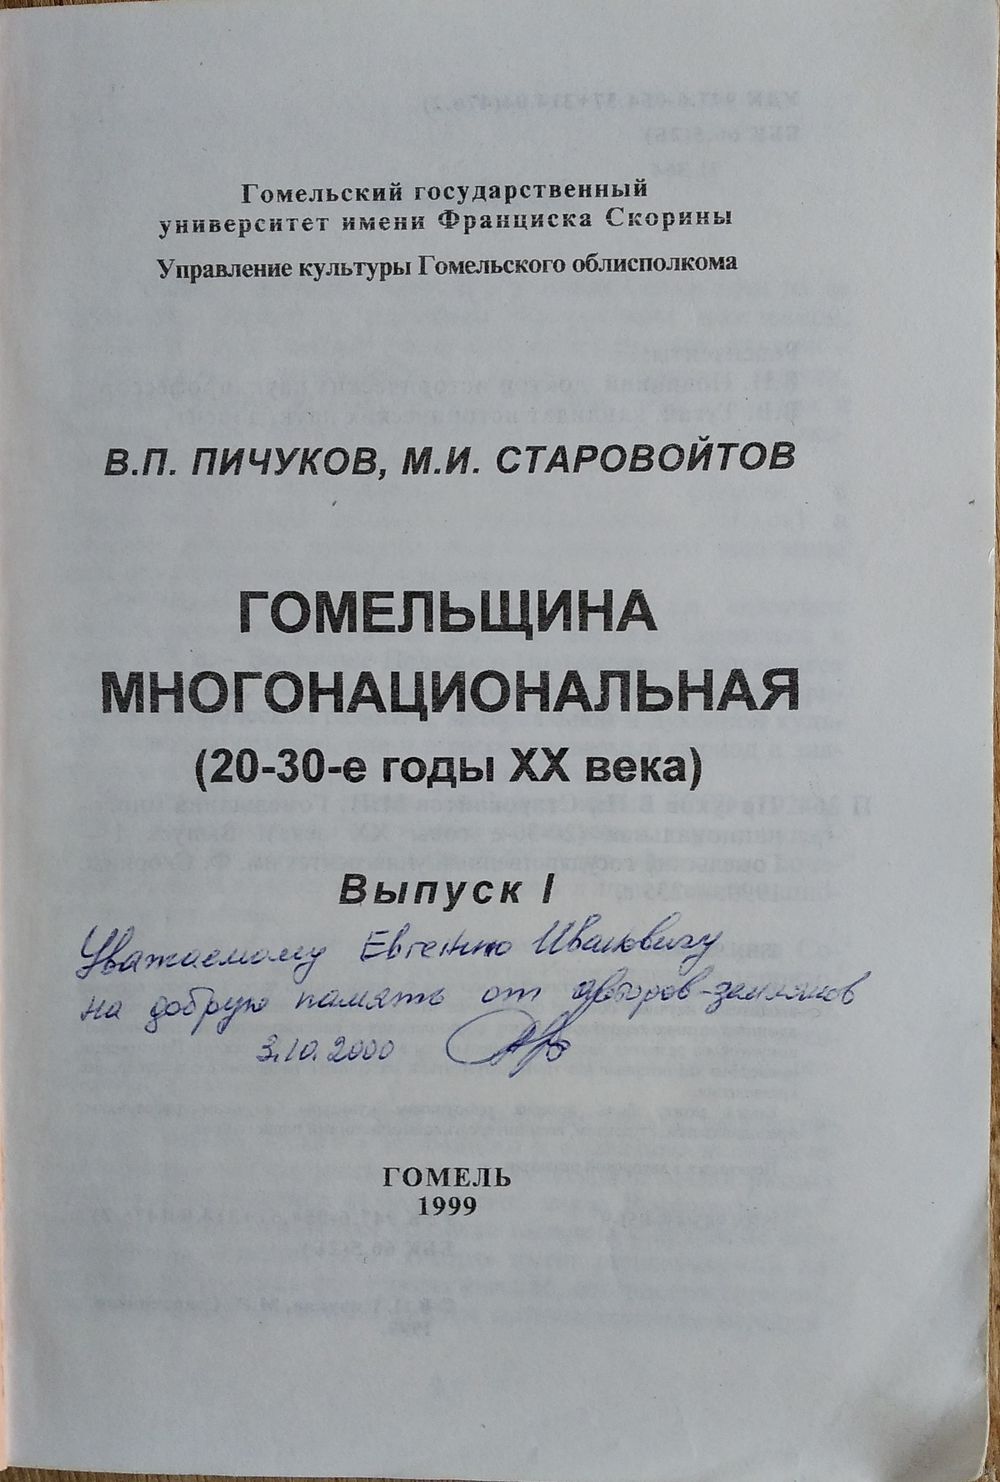 Гомельский государственный
университет имени Франциска Скорины
Управление культуры Гомельского облисполкома
В.П. ПИЧУКОВ, М.И. СТАРОВОЙТОВ
ГОМЕЛЬЩИНА
МНОГОНАЦИОНАЛЬНАЯ
(20-30-е годы XX века)
Выпуск I
Уважаемому Евгению Ивановичу
на добрую память от авторов-земляков
3.10.2000
ГОМЕЛЬ
1999